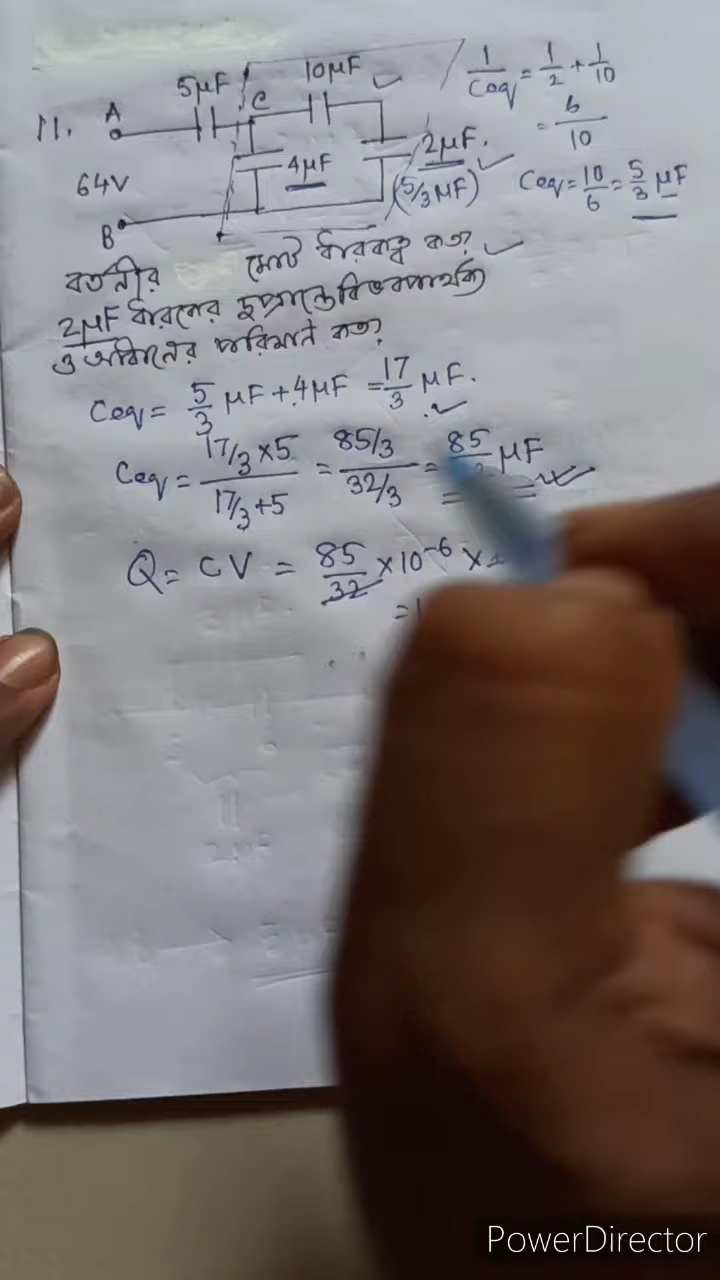 11. A 5μF C 10μF
64V 4μF 2μF.
(5/3 μF)
B
1/Ceq = 1/2 + 1/10
= 6/10
Ceq = 10/6 = 5/3 μF
বর্তনীর মোট ধারকত্ব কত?
2μF ধারকের দুপ্রান্তে বিভবপার্থক্য
ও আধানের পরিমান কত?
Ceq = 5/3 μF + 4μF = 17/3 μF.
Ceq = 17/3 × 5 / 17/3 + 5 = 85/3 / 32/3 = 85 μF
Q = CV = 85/32 × 10⁻⁶ ×
= 1
PowerDirector